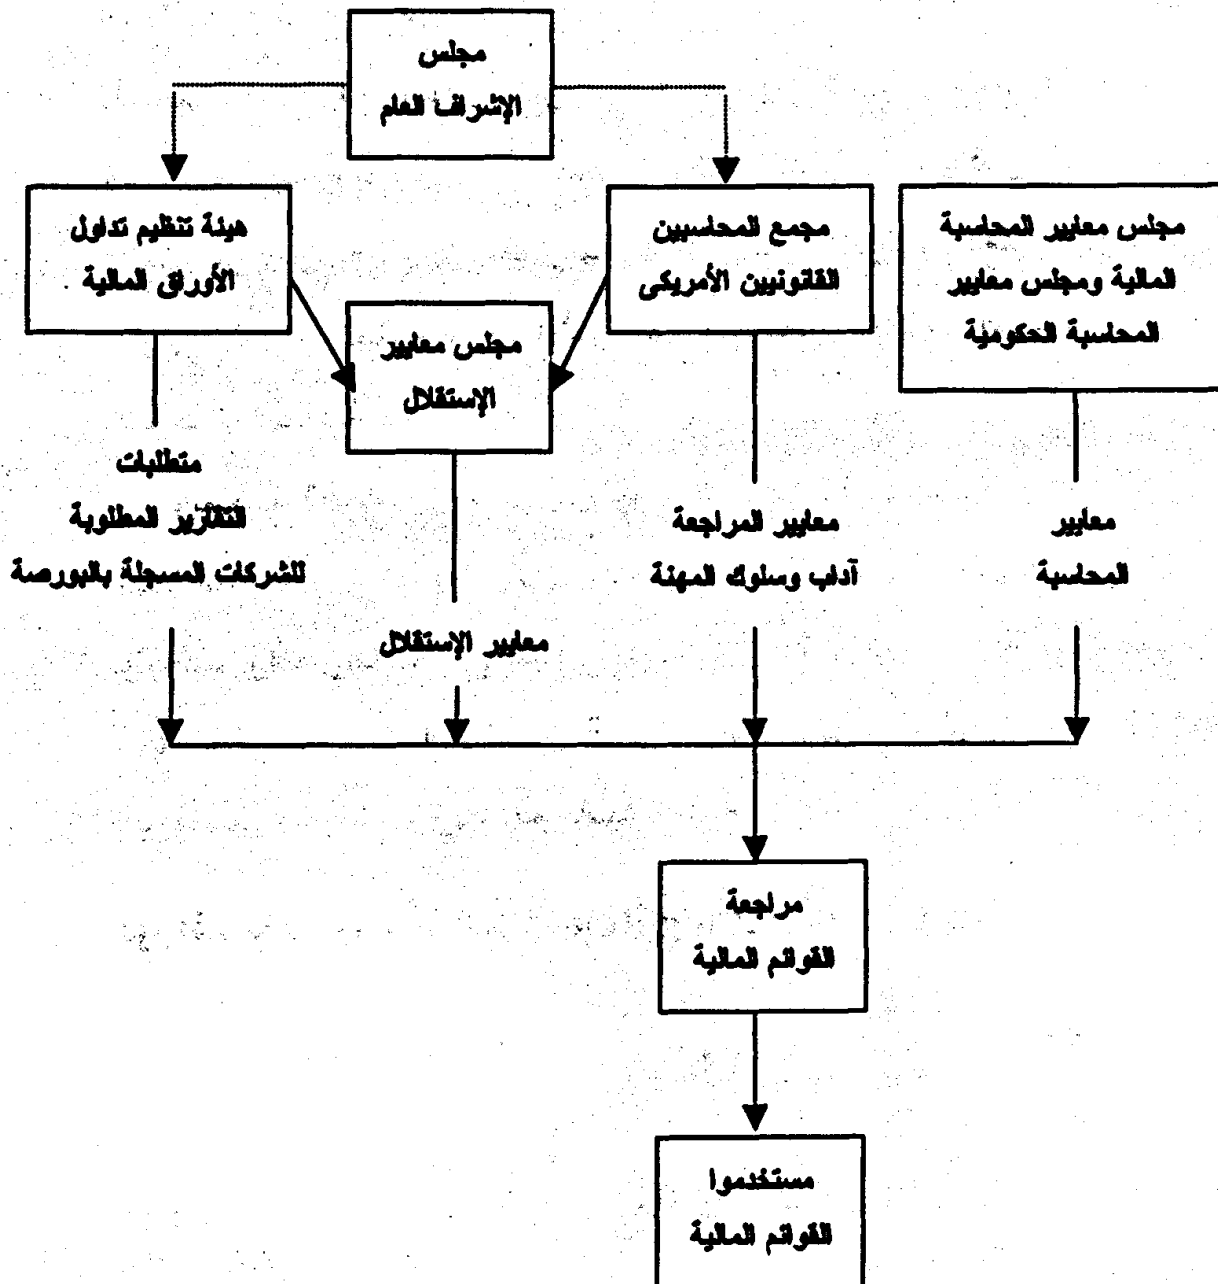 مجلس
الإشراف العام
مجلس معايير المحاسبة
المالية ومجلس معايير
المحاسبة الحكومية
مجمع المحاسبين
القانونيين الأمريكى
هيئة تنظيم تداول
الأوراق المالية
مجلس معايير
الإستقلال
معايير
المحاسبة
معايير المراجعة
آداب وسلوك المهنة
معايير الإستقلال
متطلبات
التقارير المطلوبة
للشركات المسجلة بالبورصة
مراجعة
القوائم المالية
مستخدموا
القوائم المالية